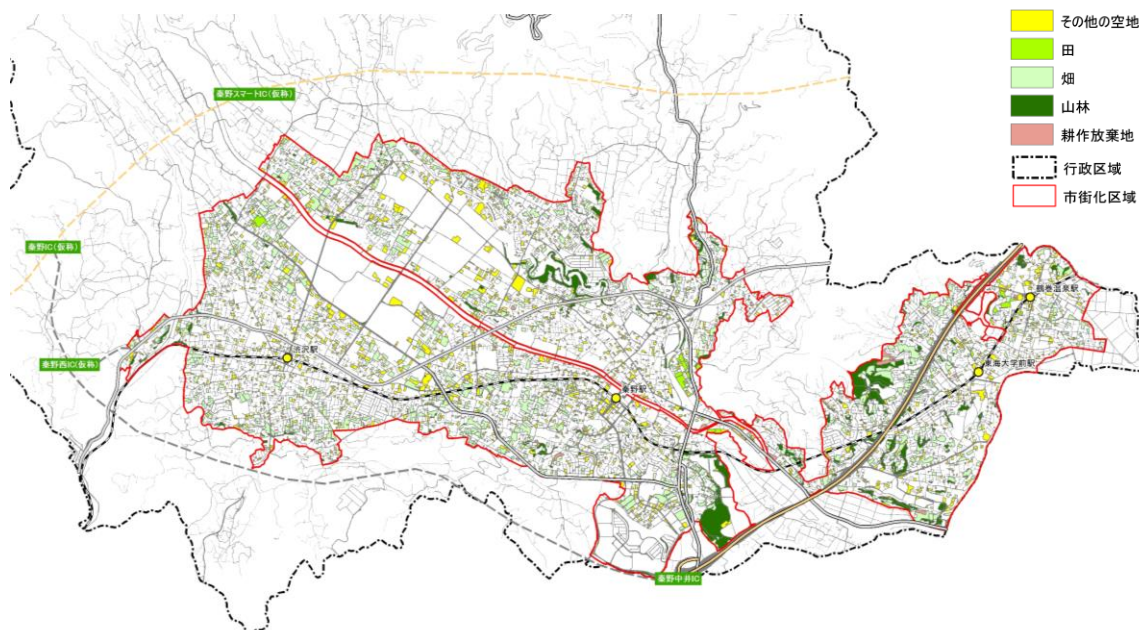 その他の空地
田
畑
山林
耕作放棄地
行政区域
市街化区域
秦野スマートIC(仮称)
秦野IC(仮称)
秦野西IC(仮称)
渋沢駅
秦野駅
鶴巻温泉駅
東海大学前駅
秦野中井IC